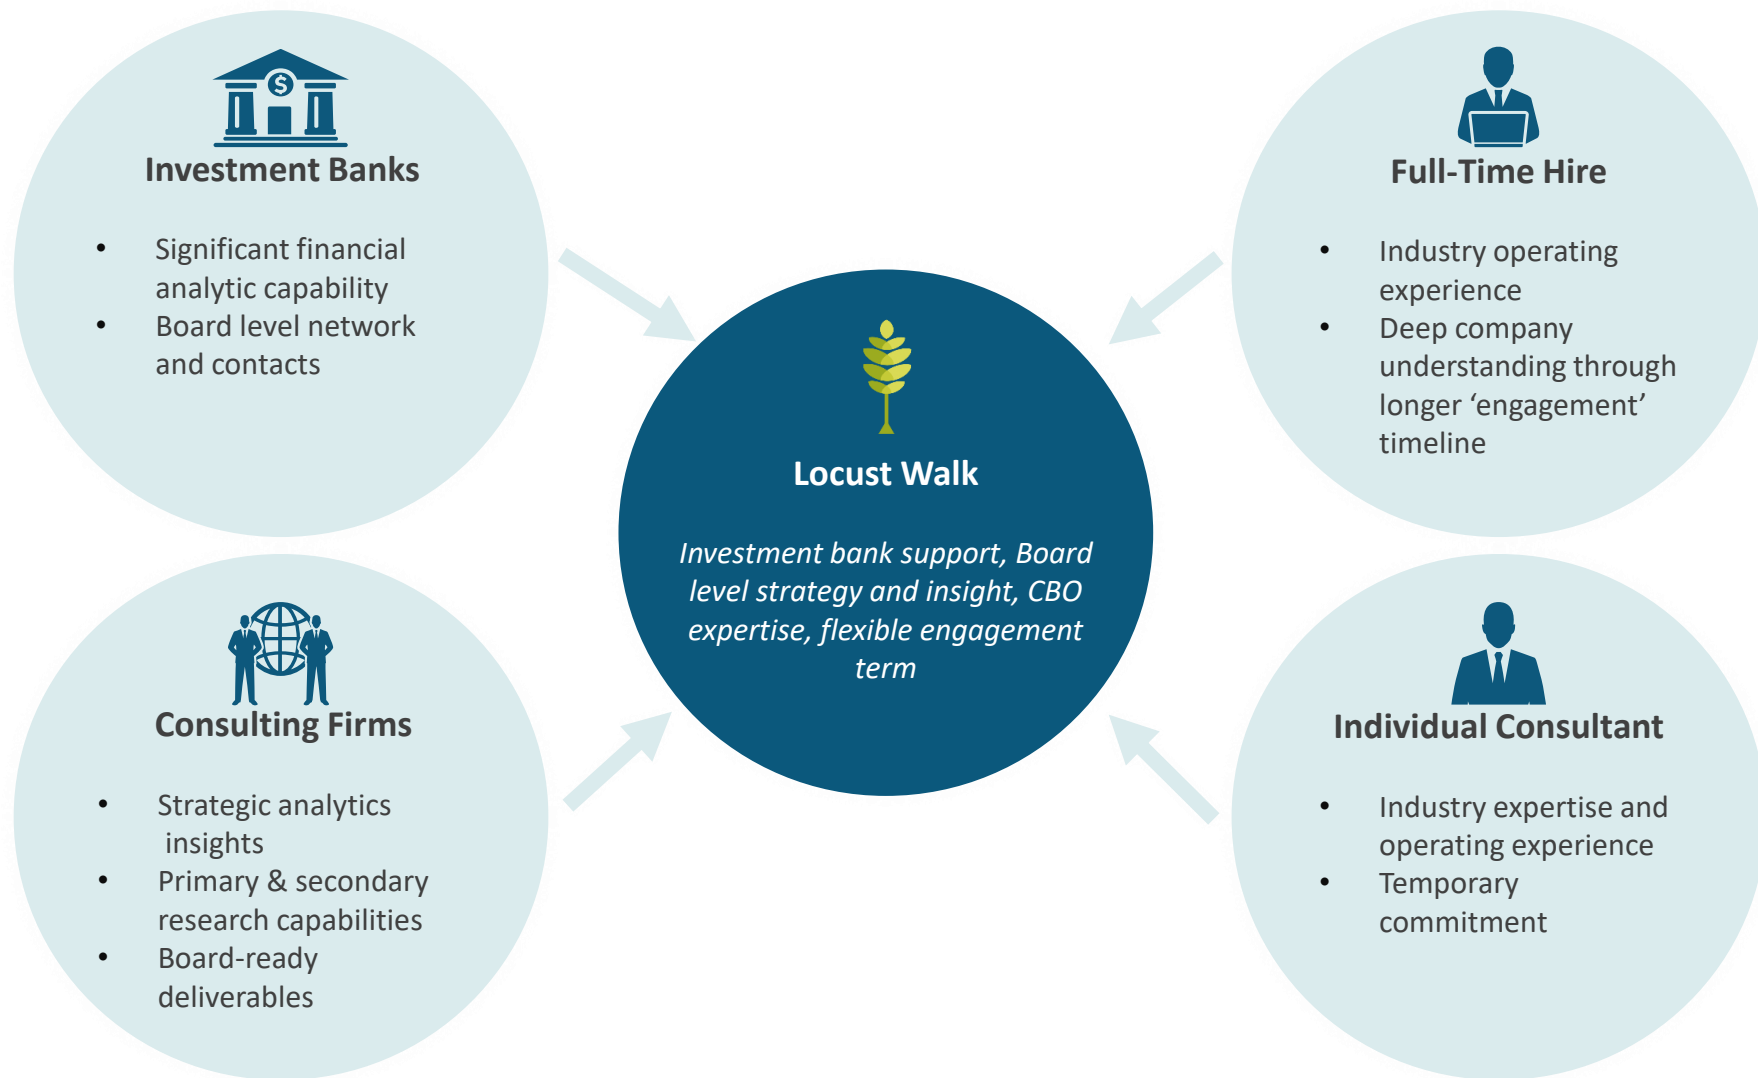 Investment Banks
• Significant financial
analytic capability
• Board level network
and contacts
Full-Time Hire
• Industry operating
experience
• Deep company
understanding through
longer ‘engagement’
timeline
Locust Walk
Investment bank support, Board
level strategy and insight, CBO
expertise, flexible engagement
term
Consulting Firms
• Strategic analytics
insights
• Primary & secondary
research capabilities
• Board-ready
deliverables
Individual Consultant
• Industry expertise and
operating experience
• Temporary
commitment
$